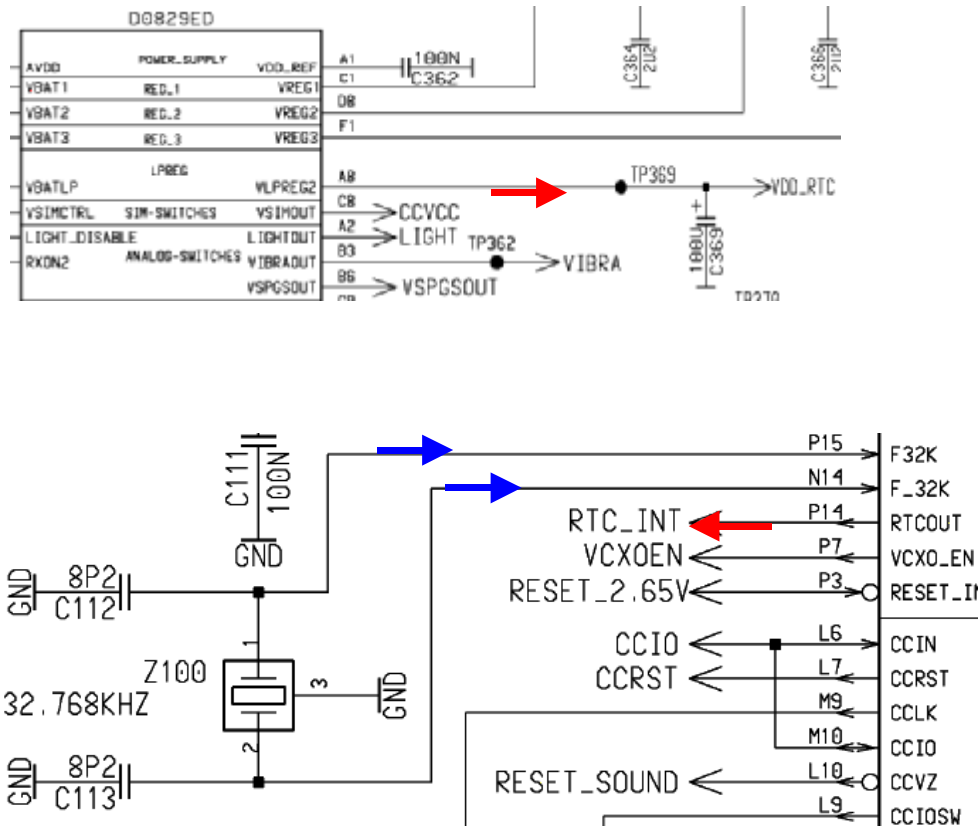 D0829ED
POWER_SUPPLY
AVDD VDD_REF A1 100N C362
VBAT1 REG_1 VREG1 C1
VBAT2 REG_2 VREG2 D8
VBAT3 REG_3 VREG3 F1
C364 2U2
C366
LPREG
VBATLP VLPREG2 A8 TP369 VDD_RTC
VSIMCTRL SIM-SWITCHES VSIMOUT C8 CCVCC
LIGHT_DISABLE LIGHTOUT A2 LIGHT
RXON2 ANALOG-SWITCHES VIBRAOUT B3 TP362 VIBRA
VSPGSOUT B6 VSPGSOUT
+ 100U C369
C111 100N
GND
P15 F32K
N14 F_32K
RTC_INT P14 RTCOUT
VCXOEN P7 VCXO_EN
RESET_2.65V P3
GND 8P2 C112
1
Z100
32.768KHZ
3 GND
2
GND 8P2 C113
CCIO L6 CCIN
CCRST L7 CCRST
M9 CCLK
M10 CCIO
RESET_SOUND L10 CCVZ
L9 CCIOSW